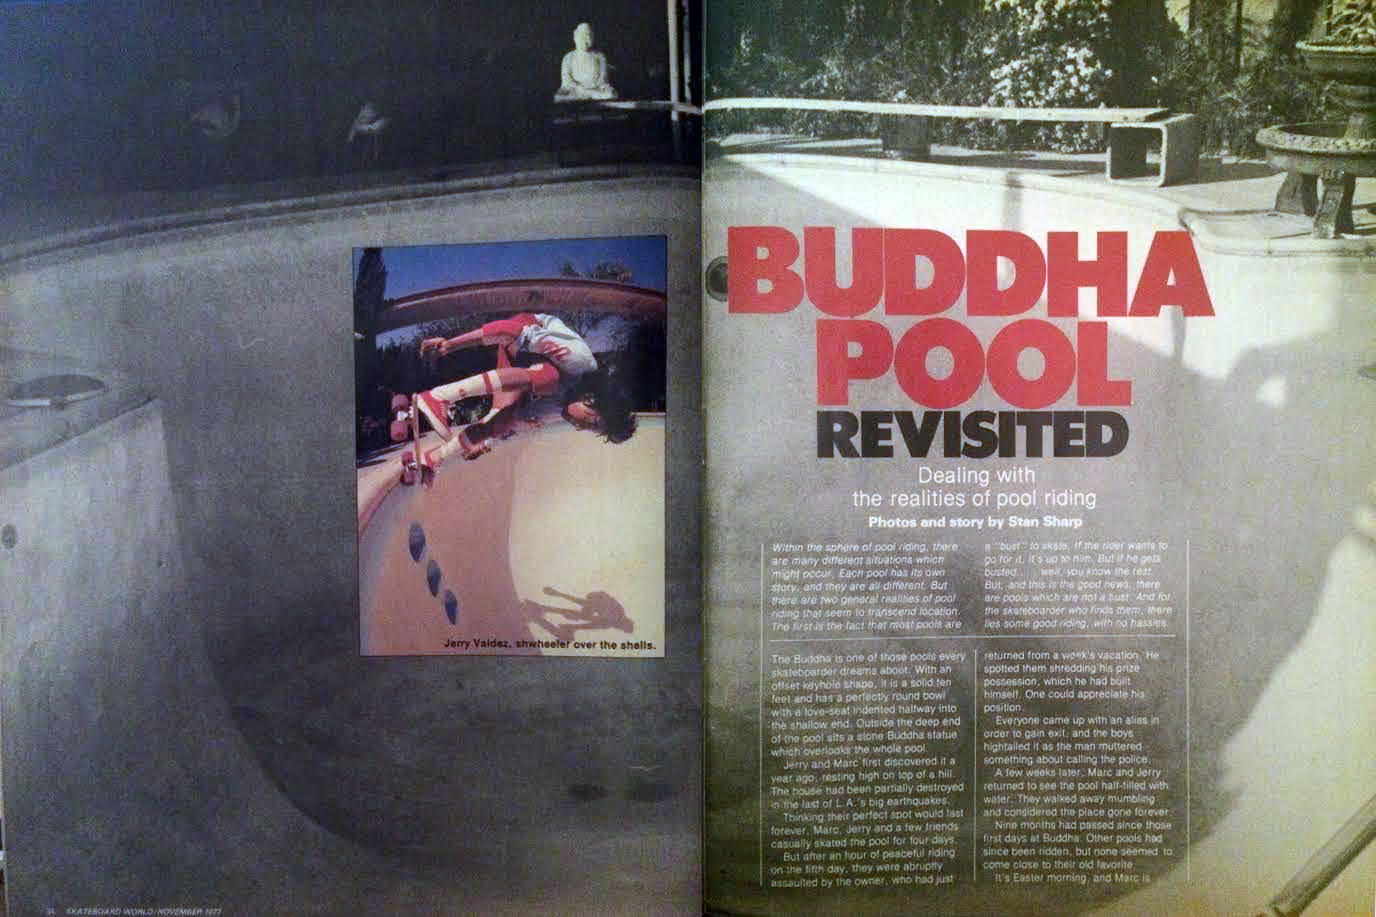 Jerry Valdez, shwheeler over the shells.
34 SKATEBOARD WORLD/NOVEMBER 1977
BUDDHA
POOL
REVISITED
Dealing with
the realities of pool riding
Photos and story by Stan Sharp
Within the sphere of pool riding, there
are many different situations which
might occur. Each pool has its own
story, and they are all different. But
there are two general realities of pool
riding that seem to transcend location.
The first is the fact that most pools are
a "bust" to skate. If the rider wants to
go for it, it's up to him. But if he gets
busted . . . well, you know the rest.
But, and this is the good news, there
are pools which are not a bust. And for
the skateboarder who finds them, there
lies some good riding, with no hassles.
The Buddha is one of those pools every
skateboarder dreams about. With an
offset keyhole shape, it is a solid ten
feet and has a perfectly round bowl
with a love-seat indented halfway into
the shallow end. Outside the deep end
of the pool sits a stone Buddha statue
which overlooks the whole pool.
Jerry and Marc first discovered it a
year ago, resting high on top of a hill.
The house had been partially destroyed
in the last of L.A.'s big earthquakes.
Thinking their perfect spot would last
forever, Marc, Jerry and a few friends
casually skated the pool for four days.
But after an hour of peaceful riding
on the fifth day, they were abruptly
assaulted by the owner, who had just
returned from a week's vacation. He
spotted them shredding his prize
possession, which he had built
himself. One could appreciate his
position.
Everyone came up with an alias in
order to gain exit, and the boys
hightailed it as the man muttered
something about calling the police.
A few weeks later, Marc and Jerry
returned to see the pool half-filled with
water. They walked away mumbling
and considered the place gone forever.
Nine months had passed since those
first days at Buddha. Other pools had
since been ridden, but none seemed to
come close to their old favorite.
It's Easter morning, and Marc is